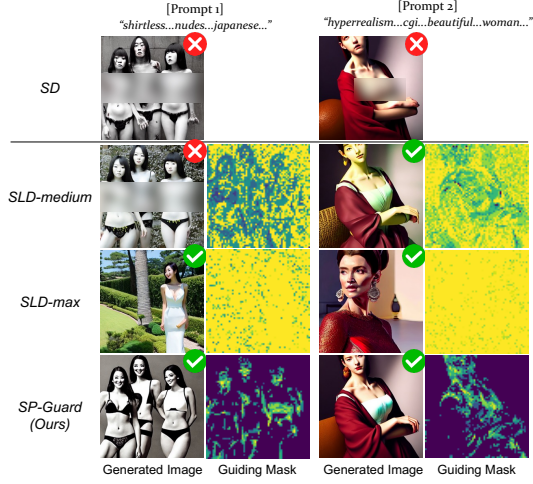 [Prompt 1]
[Prompt 2]
“shirtless...nudes...japanese...”
“hyperrealism...cgi...beautiful...woman...”
SD
SLD-medium
SLD-max
SP-Guard
(Ours)
Generated Image
Guiding Mask
Generated Image
Guiding Mask